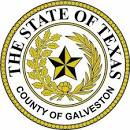 THE STATE OF TEXAS
COUNTY OF GALVESTON